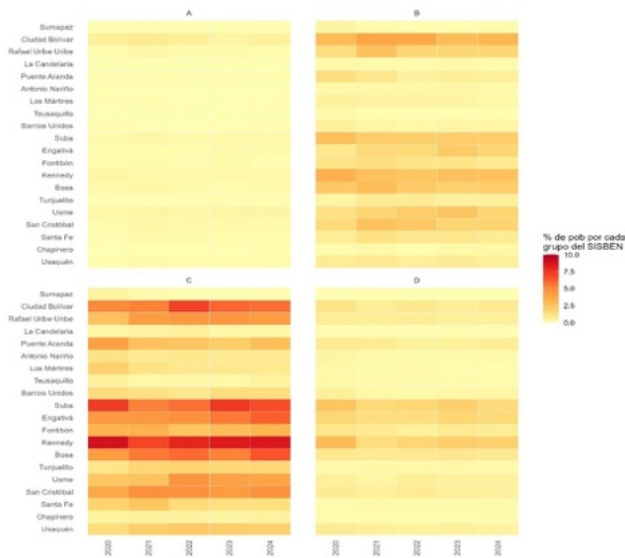 A
B
Sumapaz
Ciudad Bolívar
Rafael Uribe Uribe
La Candelaria
Puente Aranda
Antonio Nariño
Los Mártires
Teusaquillo
Barrios Unidos
Suba
Engativá
Fontibón
Kennedy
Bosa
Tunjuelito
Usme
San Cristóbal
Santa Fe
Chapinero
Usaquén
% de pob por cada
grupo del SISBEN
10.0
7.5
5.0
2.5
0.0
C
D
Sumapaz
Ciudad Bolívar
Rafael Uribe Uribe
La Candelaria
Puente Aranda
Antonio Nariño
Los Mártires
Teusaquillo
Barrios Unidos
Suba
Engativá
Fontibón
Kennedy
Bosa
Tunjuelito
Usme
San Cristóbal
Santa Fe
Chapinero
Usaquén
2020 2021 2022 2023 2024 2020 2021 2022 2023 2024